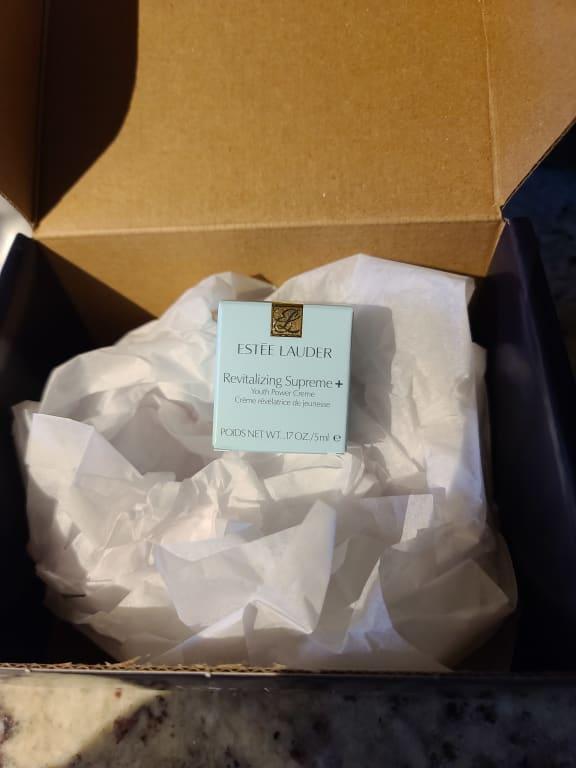 ESTĒE LAUDER
Revitalizing Supreme+
Youth Power Creme
Crème révélatrice de jeunesse
POIDS NET WT..17 OZ./5ml e